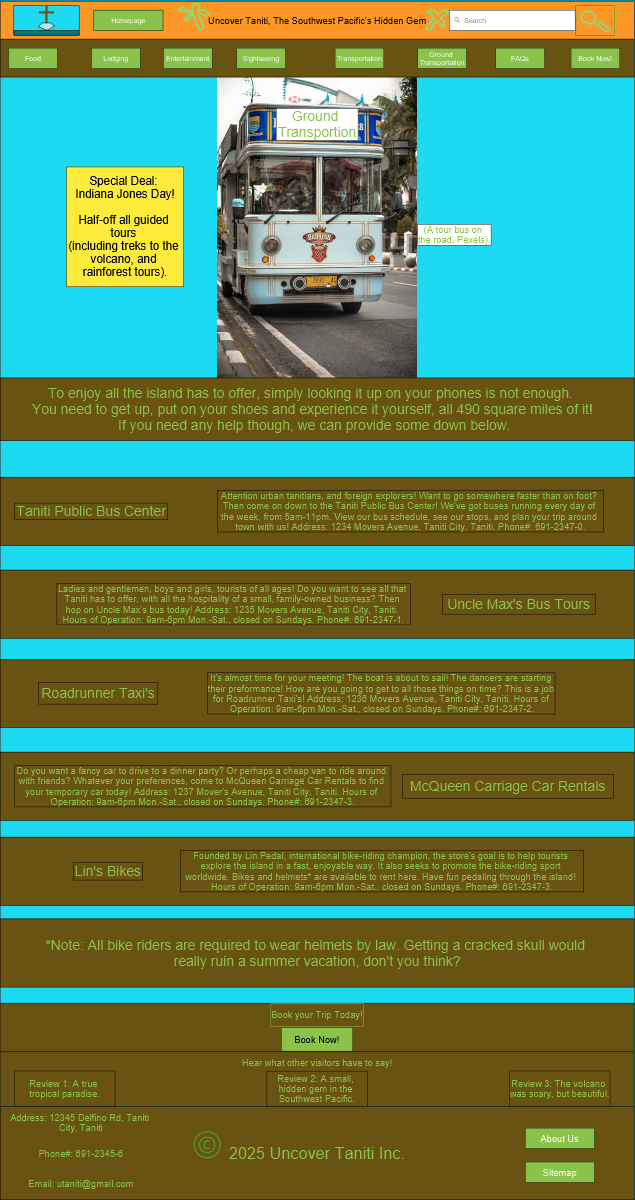 Homepage
Uncover Taniti, The Southwest Pacific's Hidden Gem
Search
Food
Lodging
Entertainment
Sightseeing
Transportation
Ground
Transportation
FAQs
Book Now!
Ground
Transportion
Special Deal:
Indiana Jones Day!
Half-off all guided
tours
(including treks to the
volcano, and
rainforest tours).
(A tour bus on
the road, Pexels).
To enjoy all the island has to offer, simply looking it up on your phones is not enough.
You need to get up, put on your shoes and experience it yourself, all 490 square miles of it!
If you need any help though, we can provide some down below.
Taniti Public Bus Center
Attention urban tanitians, and foreign explorers! Want to go somewhere faster than on foot?
Then come on down to the Taniti Public Bus Center! We've got buses running every day of
the week, from 5am-11pm. View our bus schedule, see our stops, and plan your trip around
town with us! Address: 1234 Movers Avenue, Taniti City, Taniti. Phone#: 691-2347-0.
Ladies and gentlemen, boys and girls, tourists of all ages! Do you want to see all that
Taniti has to offer, with all the hospitality of a small, family-owned business? Then
hop on Uncle Max's bus today! Address: 1235 Movers Avenue, Taniti City, Taniti.
Hours of Operation: 9am-6pm Mon.-Sat., closed on Sundays. Phone#: 691-2347-1.
Uncle Max's Bus Tours
Roadrunner Taxi's
It's almost time for your meeting! The boat is about to sail! The dancers are starting
their preformance! How are you going to get to all those things on time? This is a job
for Roadrunner Taxi's! Address: 1236 Movers Avenue, Taniti City, Taniti. Hours of
Operation: 9am-6pm Mon.-Sat., closed on Sundays. Phone#: 691-2347-2.
Do you want a fancy car to drive to a dinner party? Or perhaps a cheap van to ride around
with friends? Whatever your preferences, come to McQueen Carriage Car Rentals to find
your temporary car today! Address: 1237 Mover's Avenue, Taniti City, Taniti. Hours of
Operation: 9am-6pm Mon.-Sat., closed on Sundays. Phone#: 691-2347-3.
McQueen Carriage Car Rentals
Lin's Bikes
Founded by Lin Pedal, international bike-riding champion, the store's goal is to help tourists
explore the island in a fast, enjoyable way. It also seeks to promote the bike-riding sport
worldwide. Bikes and helmets* are available to rent here. Have fun pedaling through the island!
Hours of Operation: 9am-6pm Mon.-Sat., closed on Sundays. Phone#: 691-2347-3.
*Note: All bike riders are required to wear helmets by law. Getting a cracked skull would
really ruin a summer vacation, don't you think?
Book your Trip Today!
Book Now!
Hear what other visitors have to say!
Review 1: A true
tropical paradise.
Review 2: A small,
hidden gem in the
Southwest Pacific.
Review 3: The volcano
was scary, but beautiful.
Address: 12345 Delfino Rd, Taniti
City, Taniti
Phone#: 691-2345-6
Email: utaniti@gmail.com
© 2025 Uncover Taniti Inc.
About Us
Sitemap